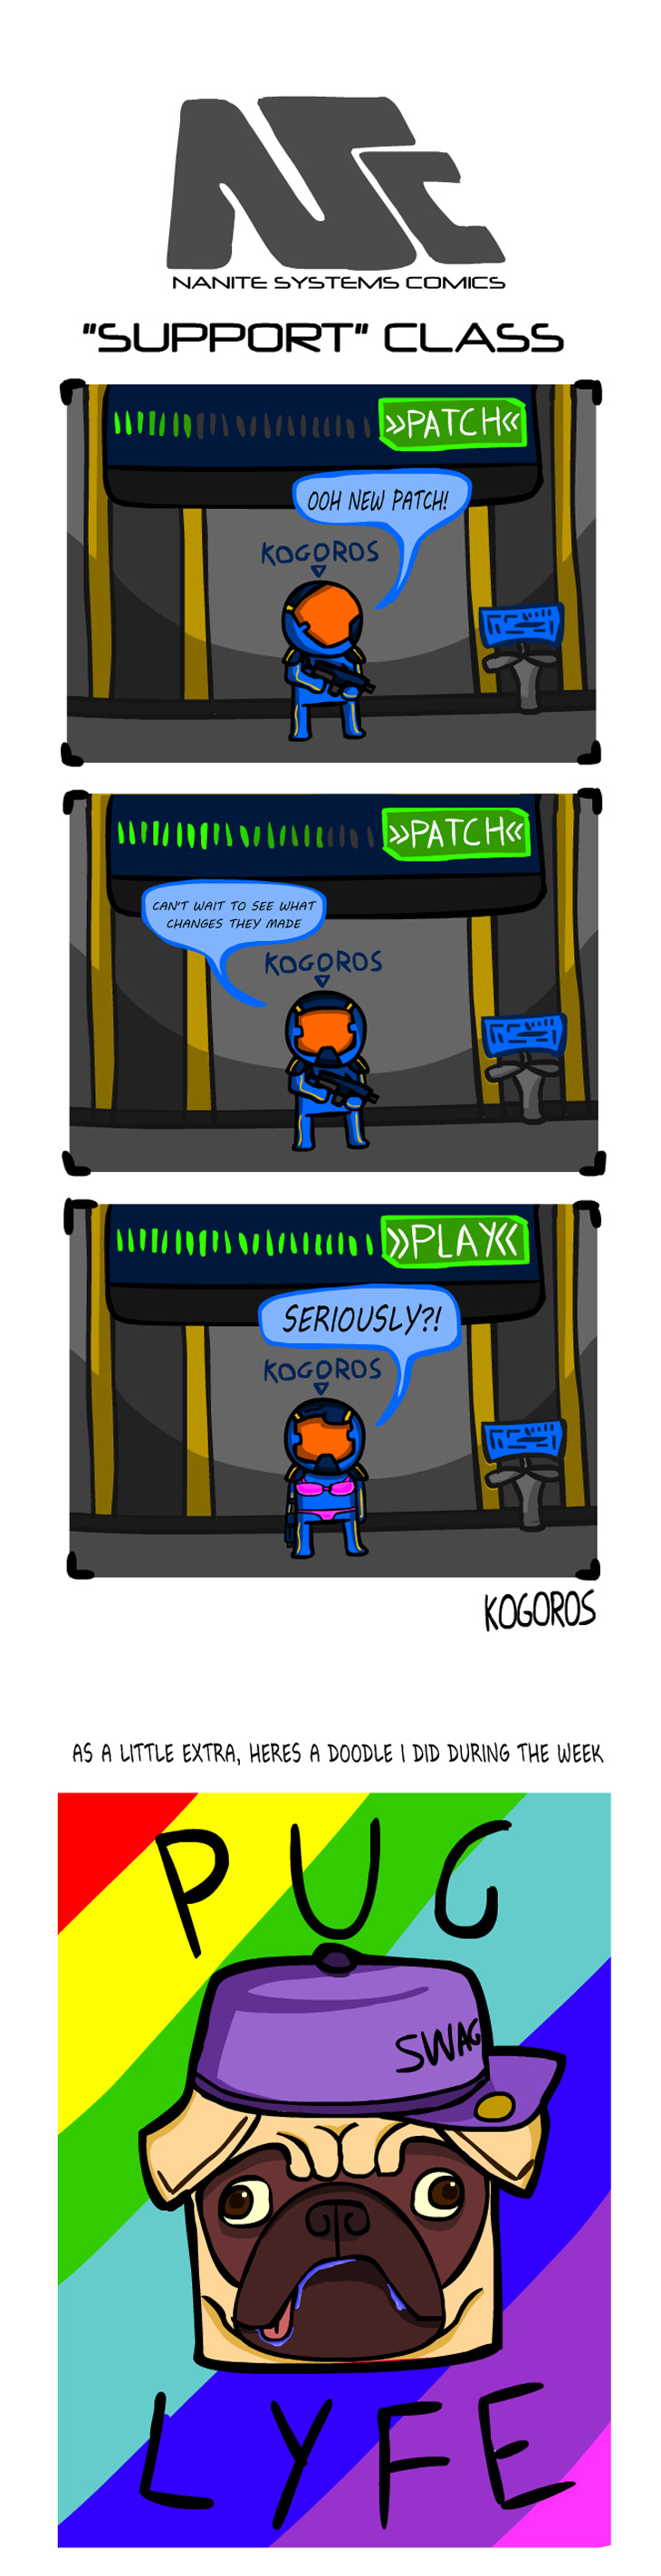 NSC
NANITE SYSTEMS COMICS
"SUPPORT" CLASS
»PATCH«
OOH NEW PATCH!
KOGOROS
»PATCH«
CAN'T WAIT TO SEE WHAT
CHANGES THEY MADE
KOGOROS
»PLAY«
SERIOUSLY?!
KOGOROS
KOGOROS
AS A LITTLE EXTRA, HERES A DOODLE I DID DURING THE WEEK
PUG
SWAG
LYFE